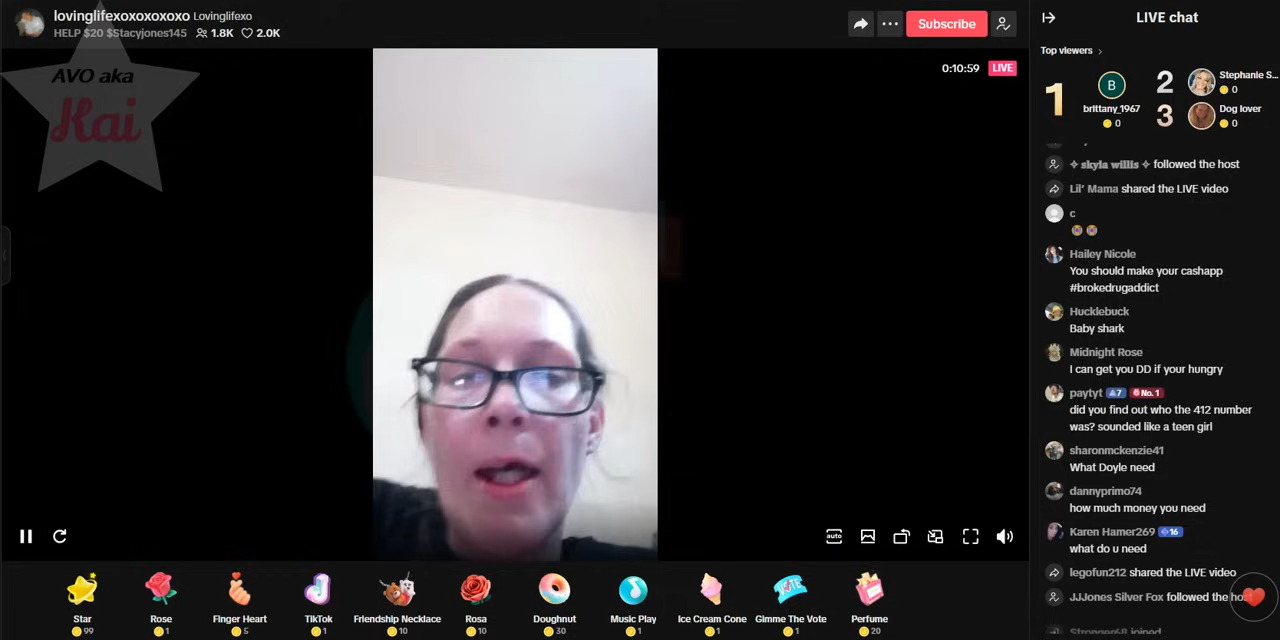 lovinglifexoxoxoxoxo Lovinglifexo
HELP $20 $Stacyjones145 1.8K 2.0K
Subscribe
AVO aka
Kai
0:10:59 LIVE
auto
Star
99
Rose
1
Finger Heart
5
TikTok
1
Friendship Necklace
10
Rosa
10
Doughnut
30
Music Play
1
Ice Cream Cone
1
Gimme The Vote
1
Perfume
20
LIVE chat
Top viewers
1
B
brittany_1967
0
2
Stephanie S...
0
3
Dog lover
0
✧ skyla willis ✧ followed the host
Lil' Mama shared the LIVE video
c
Hailey Nicole
You should make your cashapp
#brokedrugaddict
Hucklebuck
Baby shark
Midnight Rose
I can get you DD if your hungry
paytyt 7 No. 1
did you find out who the 412 number
was? sounded like a teen girl
sharonmckenzie41
What Doyle need
dannyprimo74
how much money you need
Karen Hamer269 16
what do u need
legofun212 shared the LIVE video
JJJones Silver Fox followed the host
Stronger68 joined